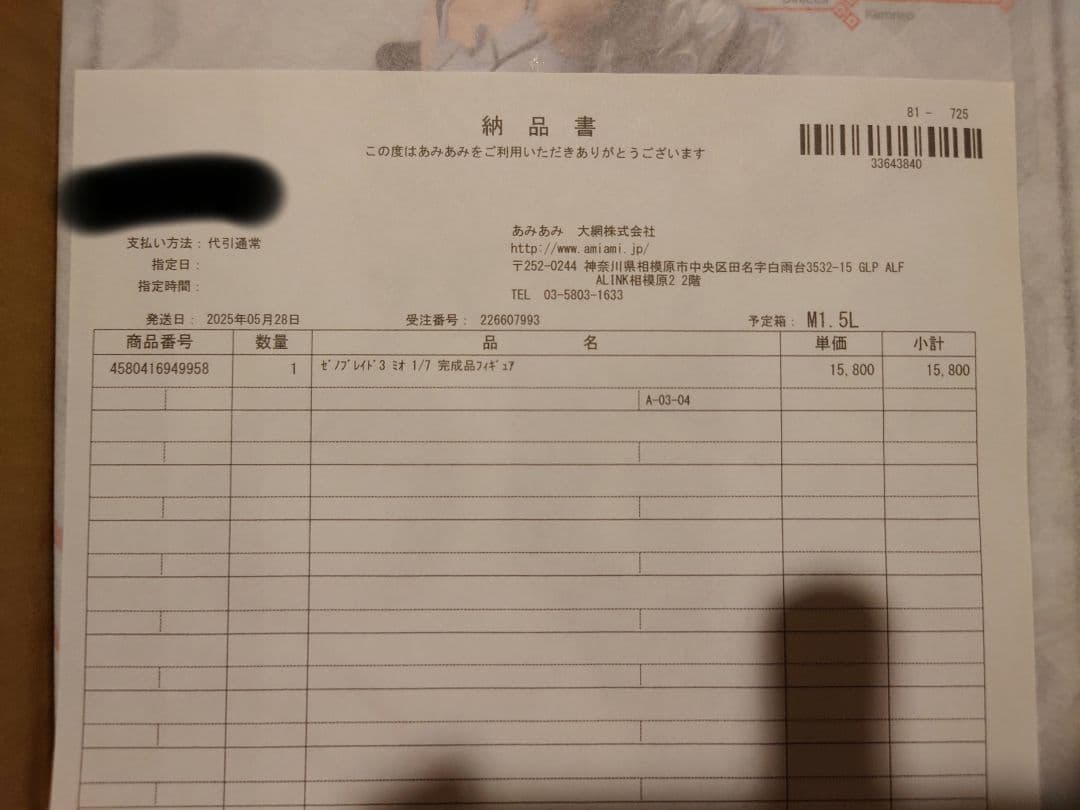 81 - 725
納品書
この度はあみあみをご利用いただきありがとうございます
33643840
支払い方法：代引通常
指定日：
指定時間：
あみあみ 大網株式会社
http://www.amiami.jp/
〒252-0244 神奈川県相模原市中央区田名字白雨台3532-15 GLP ALF
ALINK相模原2 2階
TEL 03-5803-1633
発送日： 2025年05月28日 受注番号： 226607993 予定箱： M1.5L
商品番号 数量 品名 単価 小計
4580416949958 1 ｾﾞﾉﾌﾞﾚｲﾄﾞ3 ﾐｵ 1/7 完成品ﾌｨｷﾞｭｱ 15,800 15,800
A-03-04